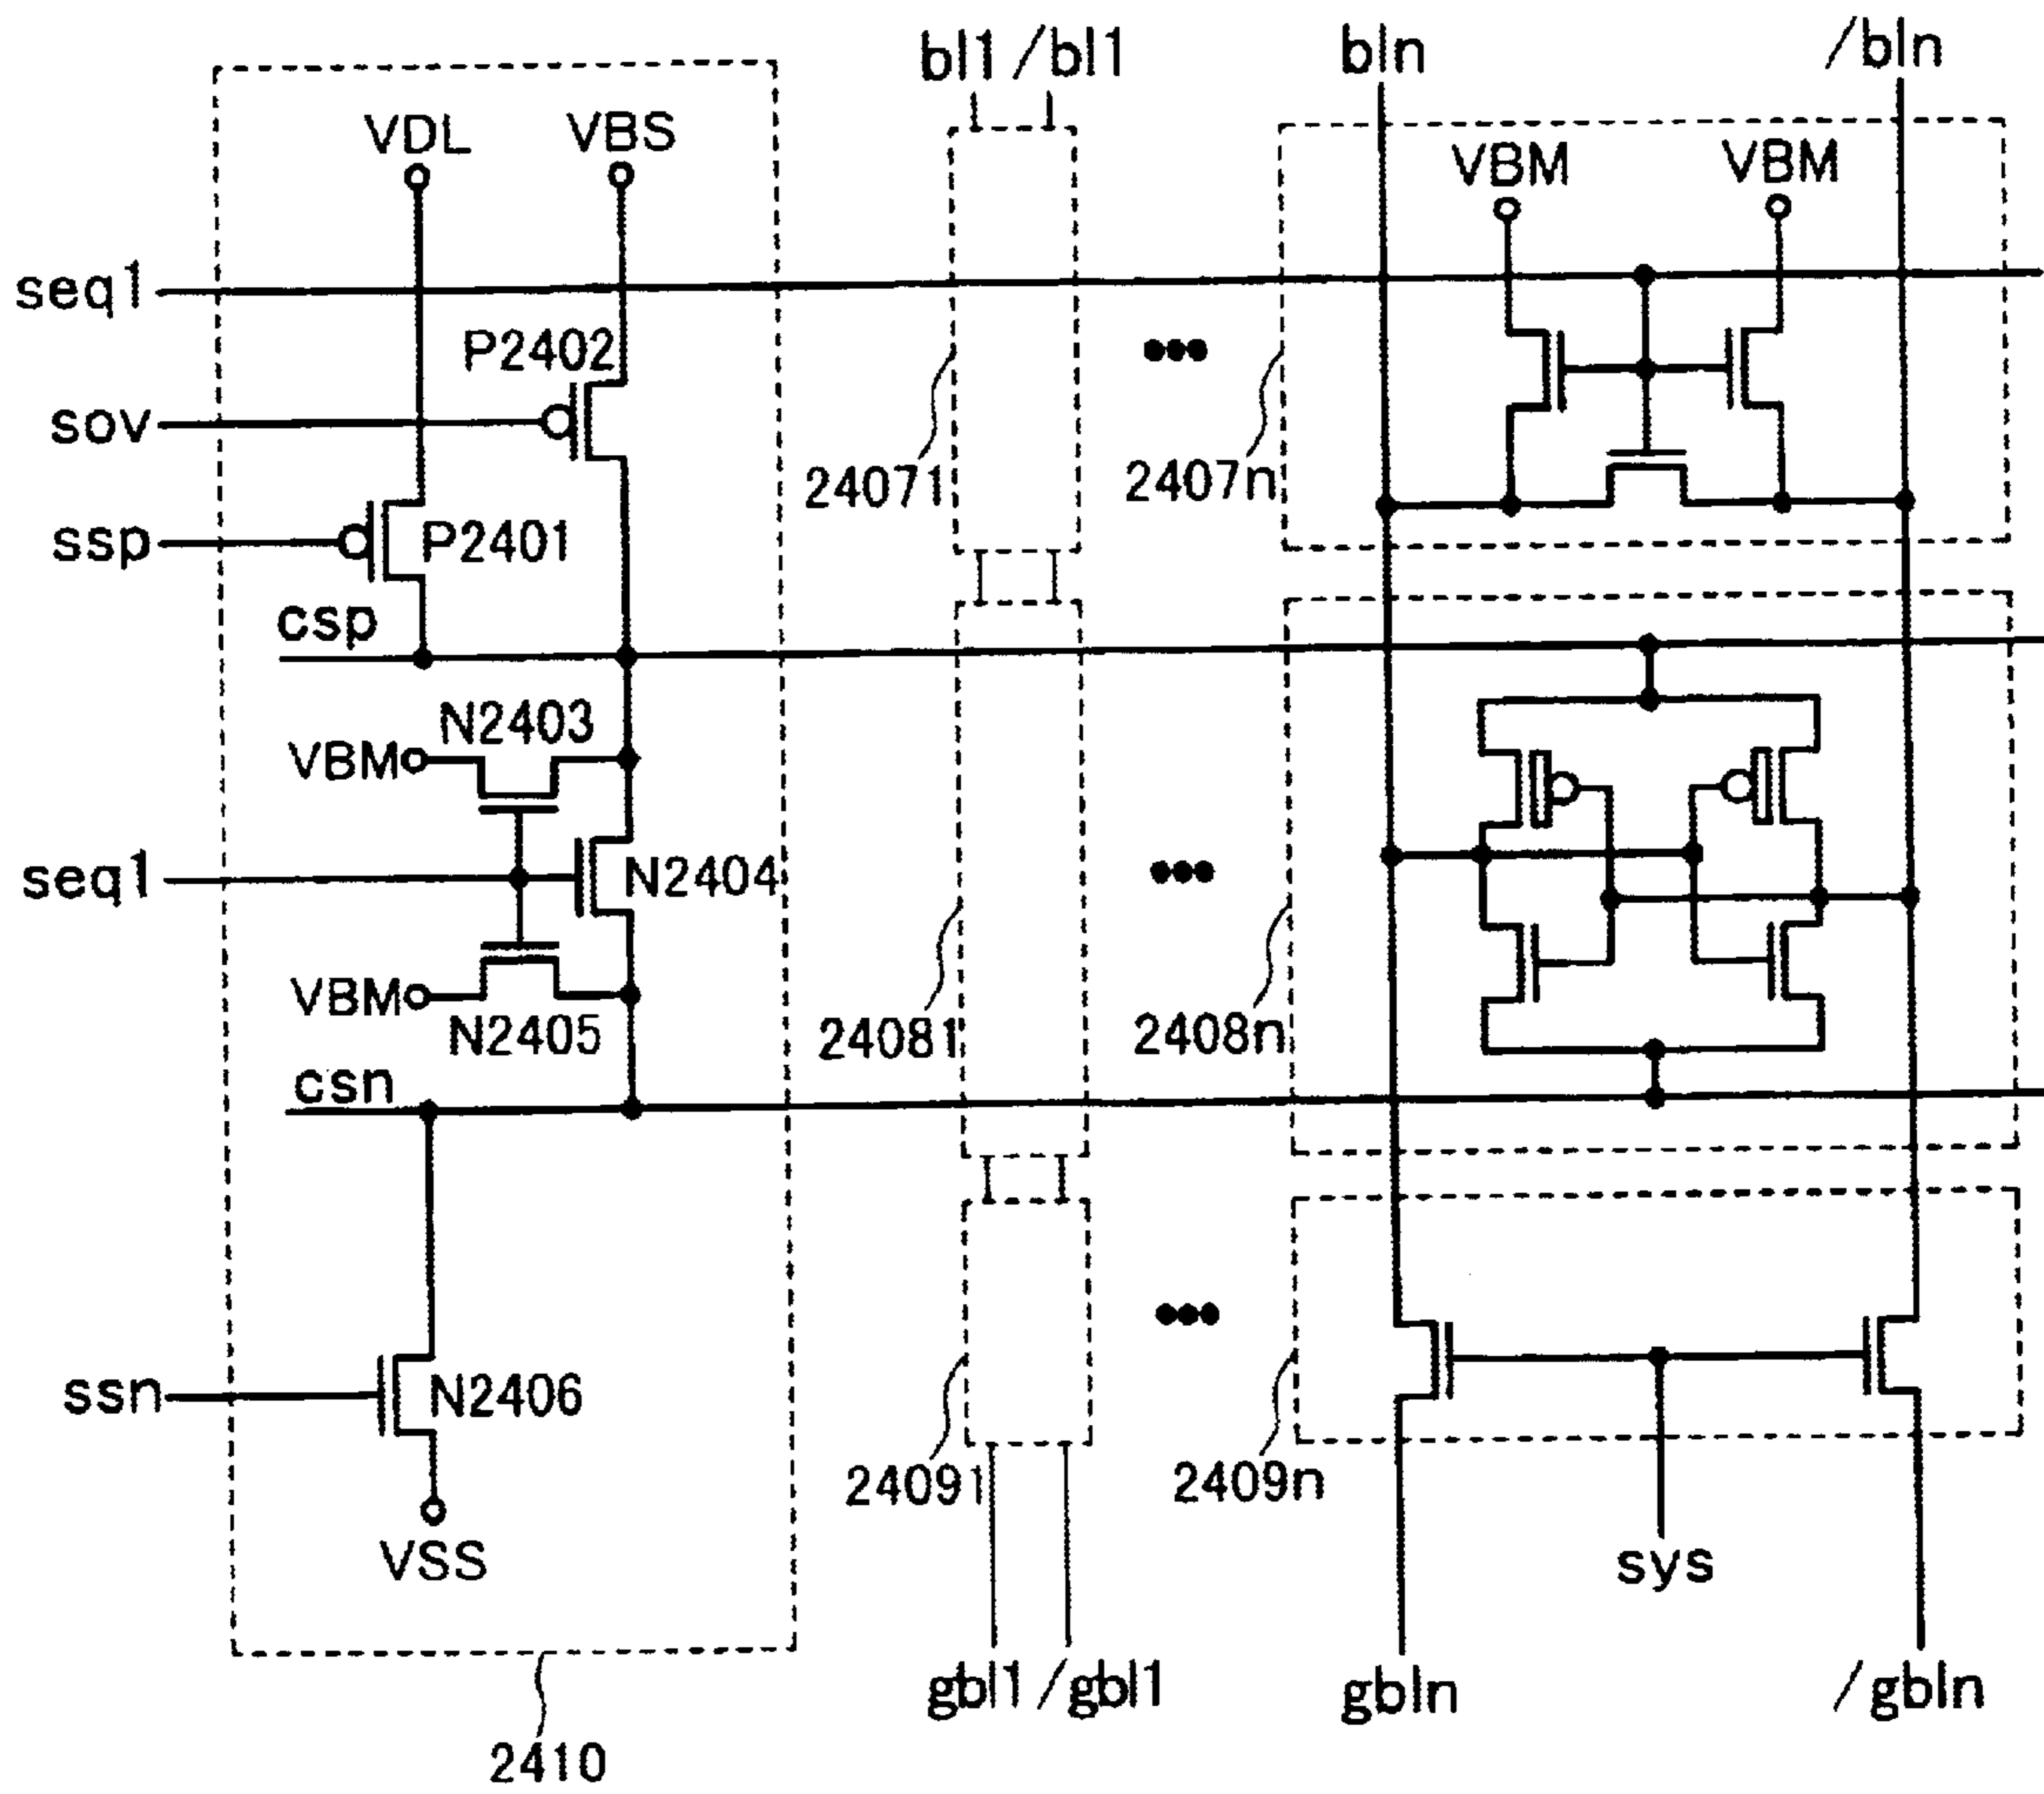 bl1 /bl1
bln
/bln
VDL
VBS
VBM
VBM
seq1
P2402
sov
24071
2407n
ssp
P2401
csp
N2403
VBM
seq1
N2404
VBM
N2405
24081
2408n
csn
ssn
N2406
24091
2409n
VSS
sys
gbl1 /gbl1
gbln
/gbln
2410